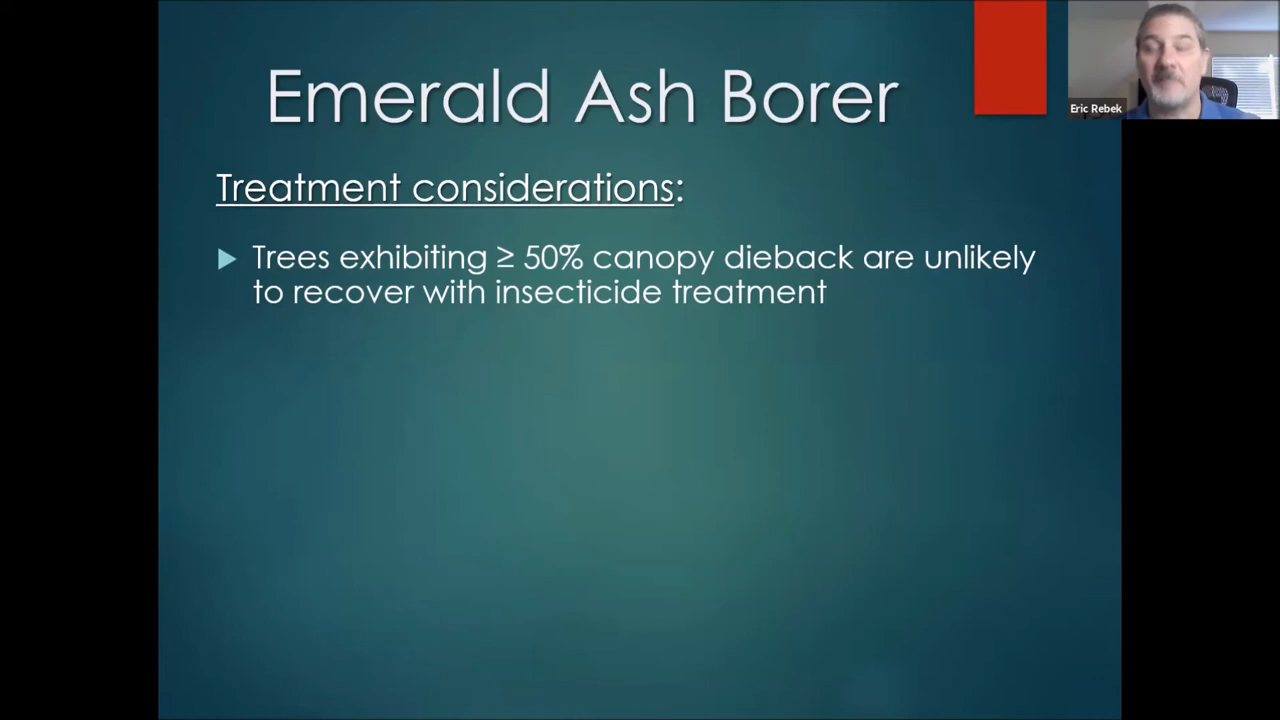 Emerald Ash Borer
Eric Rebek
Treatment considerations:
Trees exhibiting ≥ 50% canopy dieback are unlikely
to recover with insecticide treatment